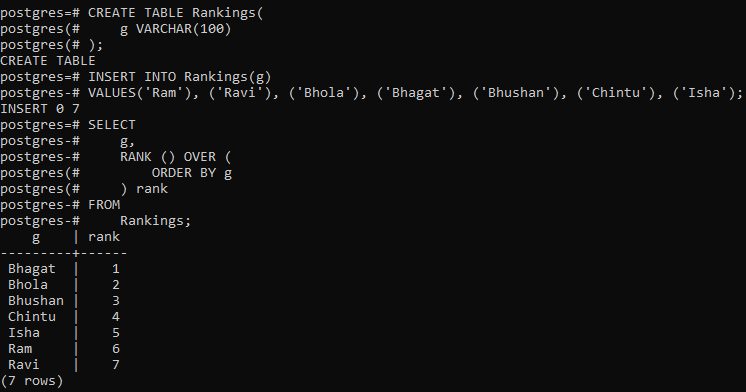 postgres=# CREATE TABLE Rankings(
postgres(#     g VARCHAR(100)
postgres(# );
CREATE TABLE
postgres=# INSERT INTO Rankings(g)
postgres-# VALUES('Ram'), ('Ravi'), ('Bhola'), ('Bhagat'), ('Bhushan'), ('Chintu'), ('Isha');
INSERT 0 7
postgres=# SELECT
postgres-#     g,
postgres-#     RANK () OVER (
postgres(#         ORDER BY g
postgres(#     ) rank
postgres-# FROM
postgres-#     Rankings;
    g    | rank
---------+------
 Bhagat  |    1
 Bhola   |    2
 Bhushan |    3
 Chintu  |    4
 Isha    |    5
 Ram     |    6
 Ravi    |    7
(7 rows)